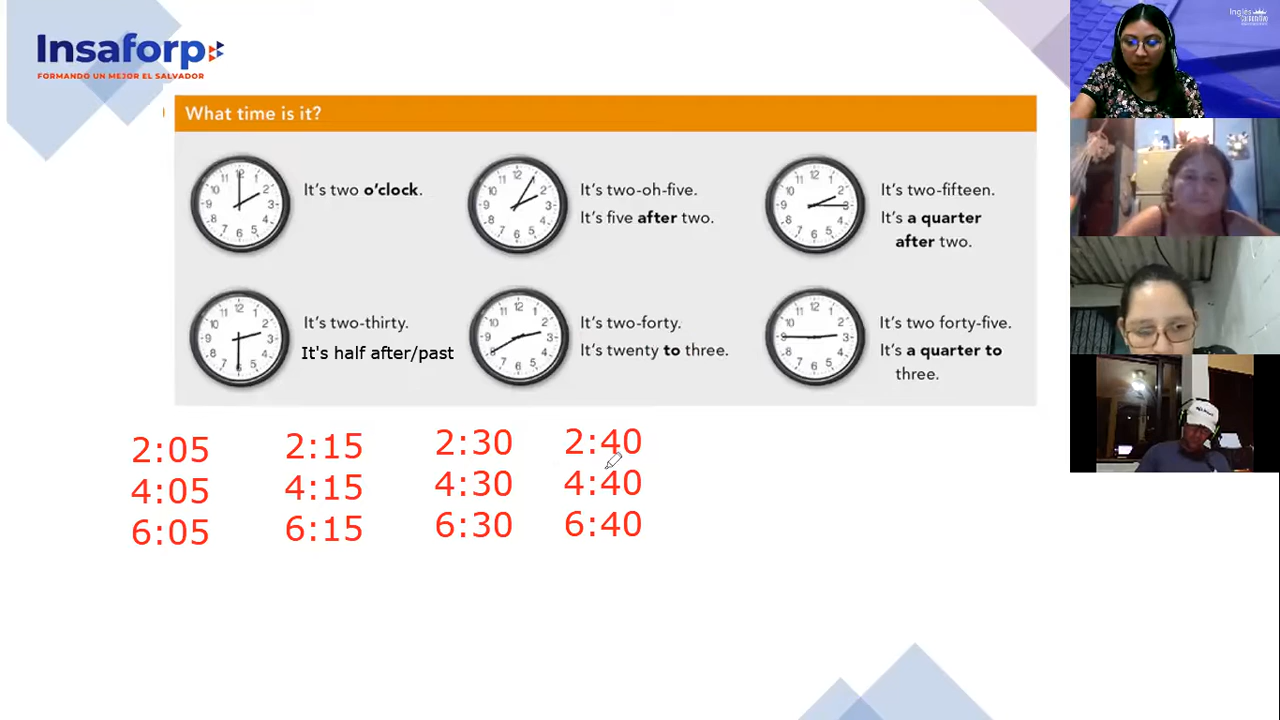 Insaforp
FORMANDO UN MEJOR EL SALVADOR
What time is it?
It's two o'clock.
It's two-oh-five.
It's five after two.
It's two-fifteen.
It's a quarter
after two.
It's two-thirty.
It's half after/past
It's two-forty.
It's twenty to three.
It's two forty-five.
It's a quarter to
three.
2:05 2:15 2:30 2:40
4:05 4:15 4:30 4:40
6:05 6:15 6:30 6:40
Inglés